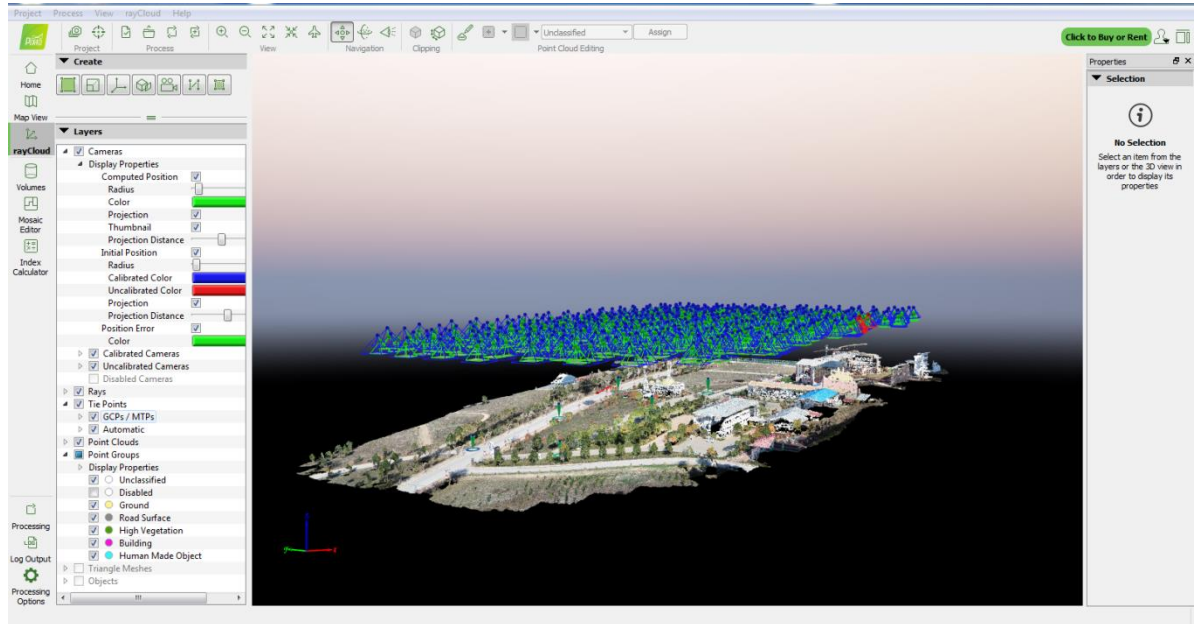 Project Process View rayCloud Help
Project
Process
View
Navigation
Clipping
Unclassified
Assign
Point Cloud Editing
Click to Buy or Rent
Home
Map View
rayCloud
Volumes
Mosaic
Editor
Index
Calculator
Processing
Log Output
Processing
Options
Create
Layers
Cameras
Display Properties
Computed Position
Radius
Color
Projection
Thumbnail
Projection Distance
Initial Position
Radius
Calibrated Color
Uncalibrated Color
Projection
Projection Distance
Position Error
Color
Calibrated Cameras
Uncalibrated Cameras
Disabled Cameras
Rays
Tie Points
GCPs / MTPs
Automatic
Point Clouds
Point Groups
Display Properties
Unclassified
Disabled
Ground
Road Surface
High Vegetation
Building
Human Made Object
Triangle Meshes
Objects
Properties
Selection
No Selection
Select an item from the
layers or the 3D view in
order to display its
properties